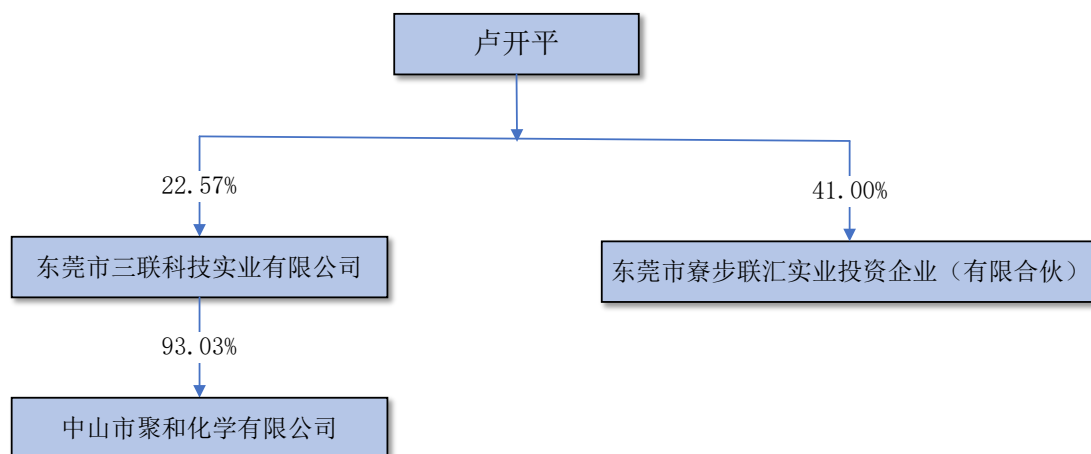 卢开平
22.57%
41.00%
东莞市三联科技实业有限公司
东莞市寮步联汇实业投资企业（有限合伙）
93.03%
中山市聚和化学有限公司